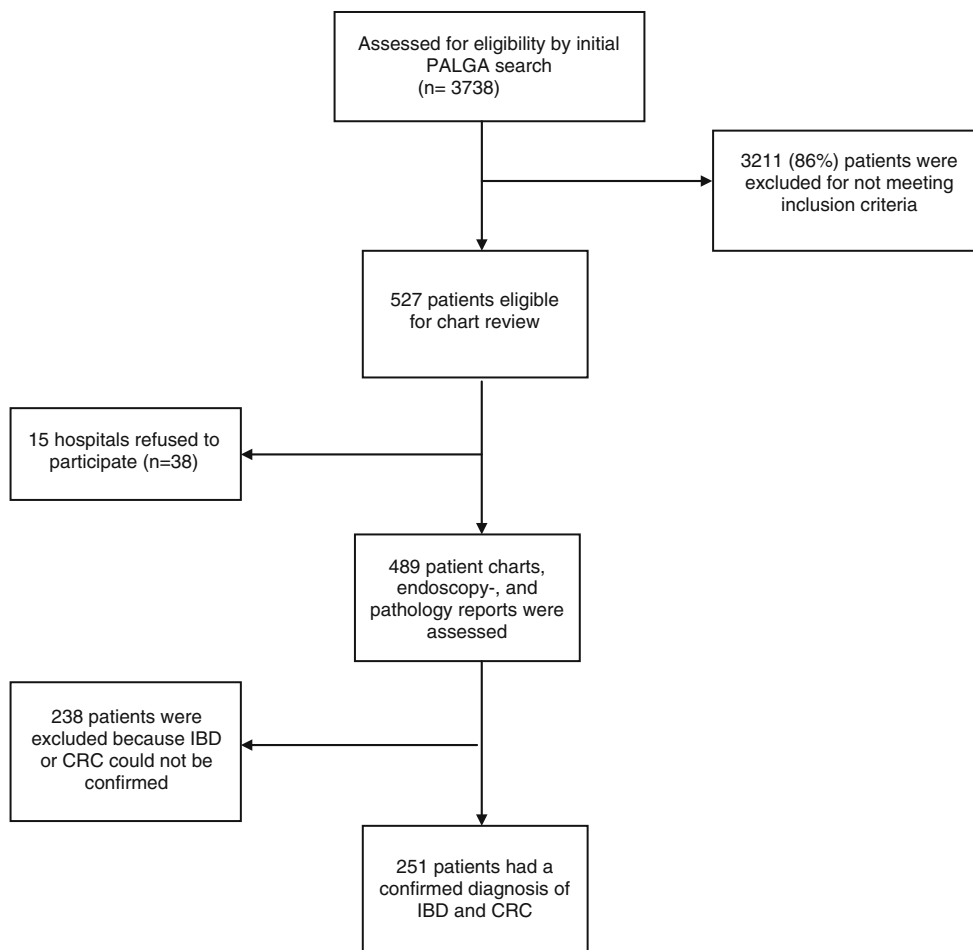 Assessed for eligibility by initial
PALGA search
(n= 3738)
3211 (86%) patients were
excluded for not meeting
inclusion criteria
527 patients eligible
for chart review
15 hospitals refused to
participate (n=38)
489 patient charts,
endoscopy-, and
pathology reports were
assessed
238 patients were
excluded because IBD
or CRC could not be
confirmed
251 patients had a
confirmed diagnosis of
IBD and CRC